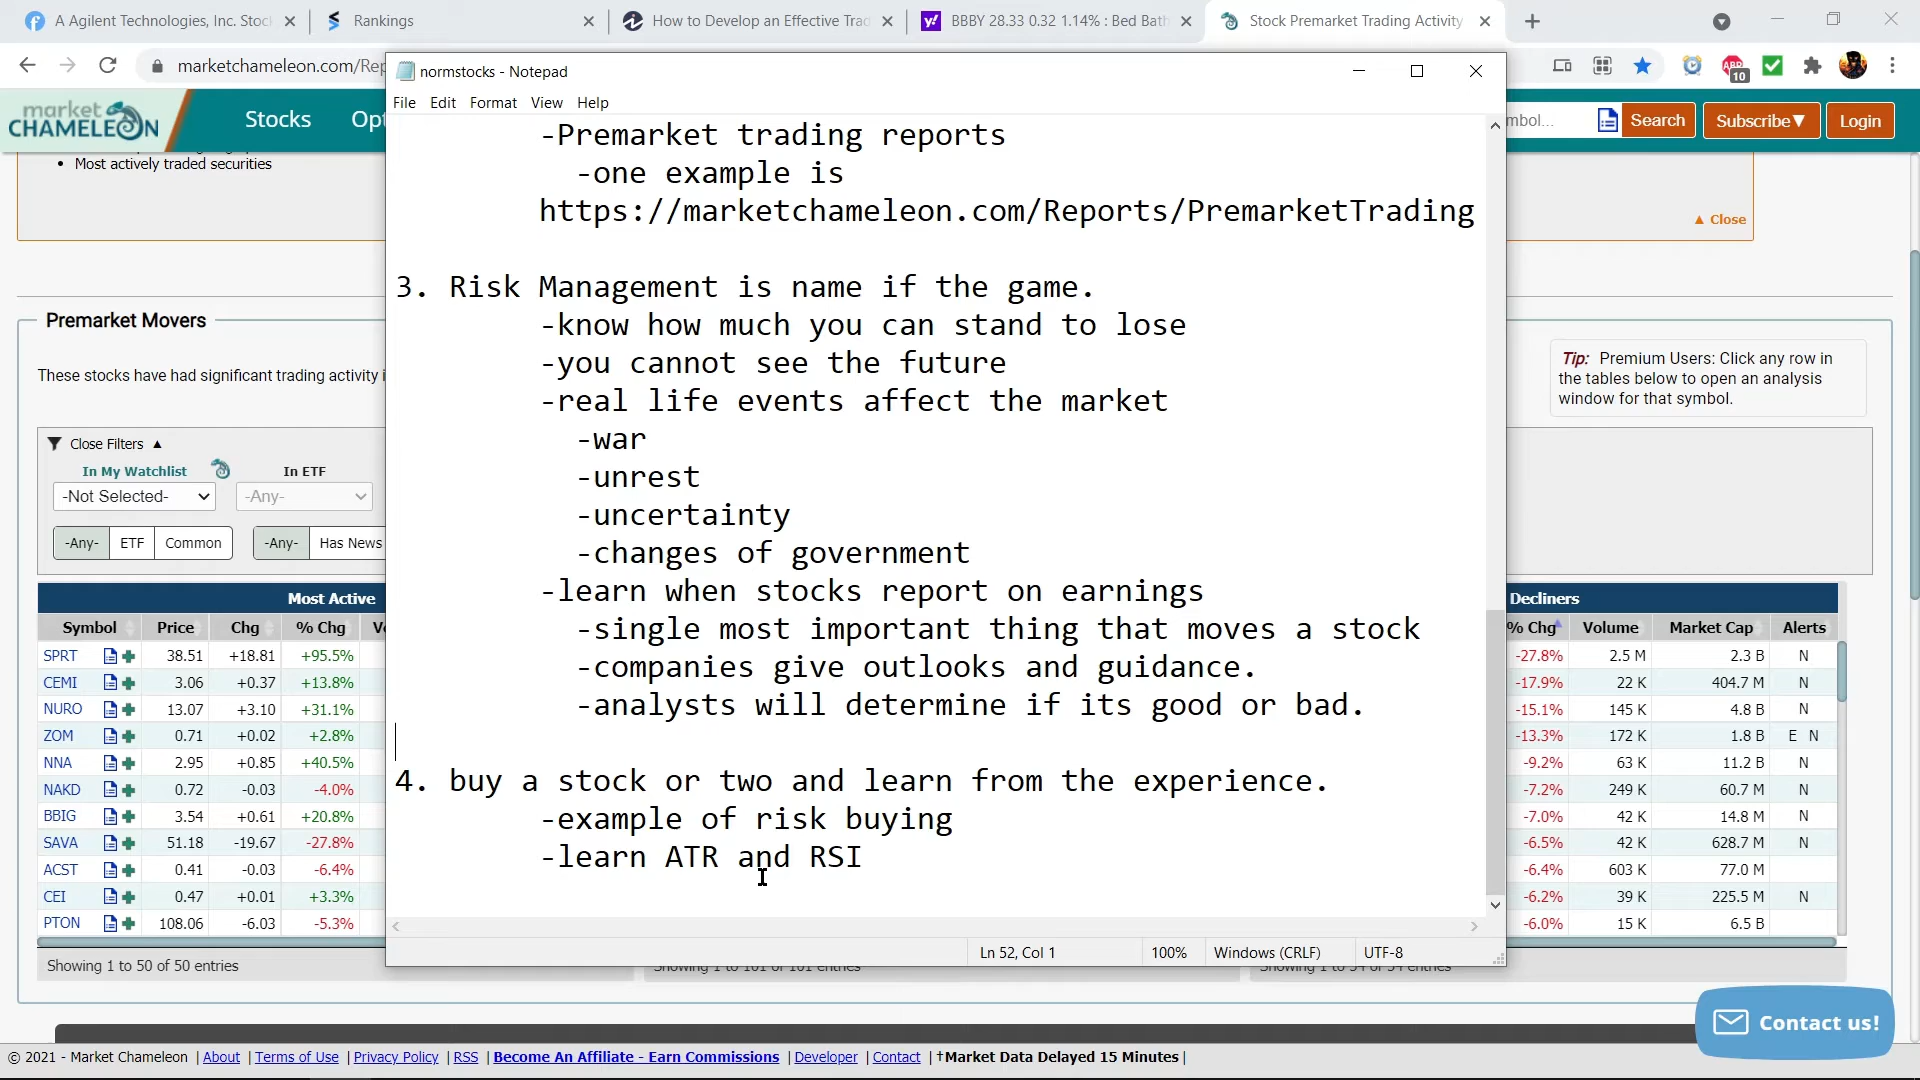 A Agilent Technologies, Inc. Stoc
Rankings
How to Develop an Effective Trad
BBBY 28.33 0.32 1.14% : Bed Bath
Stock Premarket Trading Activity
marketchameleon.com/Rep
10
normstocks - Notepad
File Edit Format View Help
market
CHAMELEON
Stocks
Opt
mbol...
Search
Subscribe▼
Login
• Most actively traded securities
▲ Close
-Premarket trading reports
-one example is
https://marketchameleon.com/Reports/PremarketTrading
3. Risk Management is name if the game.
-know how much you can stand to lose
-you cannot see the future
-real life events affect the market
-war
-unrest
-uncertainty
-changes of government
-learn when stocks report on earnings
-single most important thing that moves a stock
-companies give outlooks and guidance.
-analysts will determine if its good or bad.
4. buy a stock or two and learn from the experience.
-example of risk buying
-learn ATR and RSI
Ln 52, Col 1
100%
Windows (CRLF)
UTF-8
Premarket Movers
These stocks have had significant trading activity i
Tip: Premium Users: Click any row in
the tables below to open an analysis
window for that symbol.
Close Filters ▲
In My Watchlist
In ETF
-Not Selected-
-Any-
-Any- ETF Common
-Any- Has News
Most Active
Symbol Price Chg % Chg Vo
SPRT 38.51 +18.81 +95.5%
CEMI 3.06 +0.37 +13.8%
NURO 13.07 +3.10 +31.1%
ZOM 0.71 +0.02 +2.8%
NNA 2.95 +0.85 +40.5%
NAKD 0.72 -0.03 -4.0%
BBIG 3.54 +0.61 +20.8%
SAVA 51.18 -19.67 -27.8%
ACST 0.41 -0.03 -6.4%
CEI 0.47 +0.01 +3.3%
PTON 108.06 -6.03 -5.3%
Decliners
% Chg Volume Market Cap Alerts
-27.8% 2.5 M 2.3 B N
-17.9% 22 K 404.7 M N
-15.1% 145 K 4.8 B N
-13.3% 172 K 1.8 B E N
-9.2% 63 K 11.2 B N
-7.2% 249 K 60.7 M N
-7.0% 42 K 14.8 M N
-6.5% 42 K 628.7 M N
-6.4% 603 K 77.0 M
-6.2% 39 K 225.5 M N
-6.0% 15 K 6.5 B
Showing 1 to 50 of 50 entries
Showing 1 to 101 of 101 entries
Contact us!
© 2021 - Market Chameleon | About | Terms of Use | Privacy Policy | RSS | Become An Affiliate - Earn Commissions | Developer | Contact | †Market Data Delayed 15 Minutes |